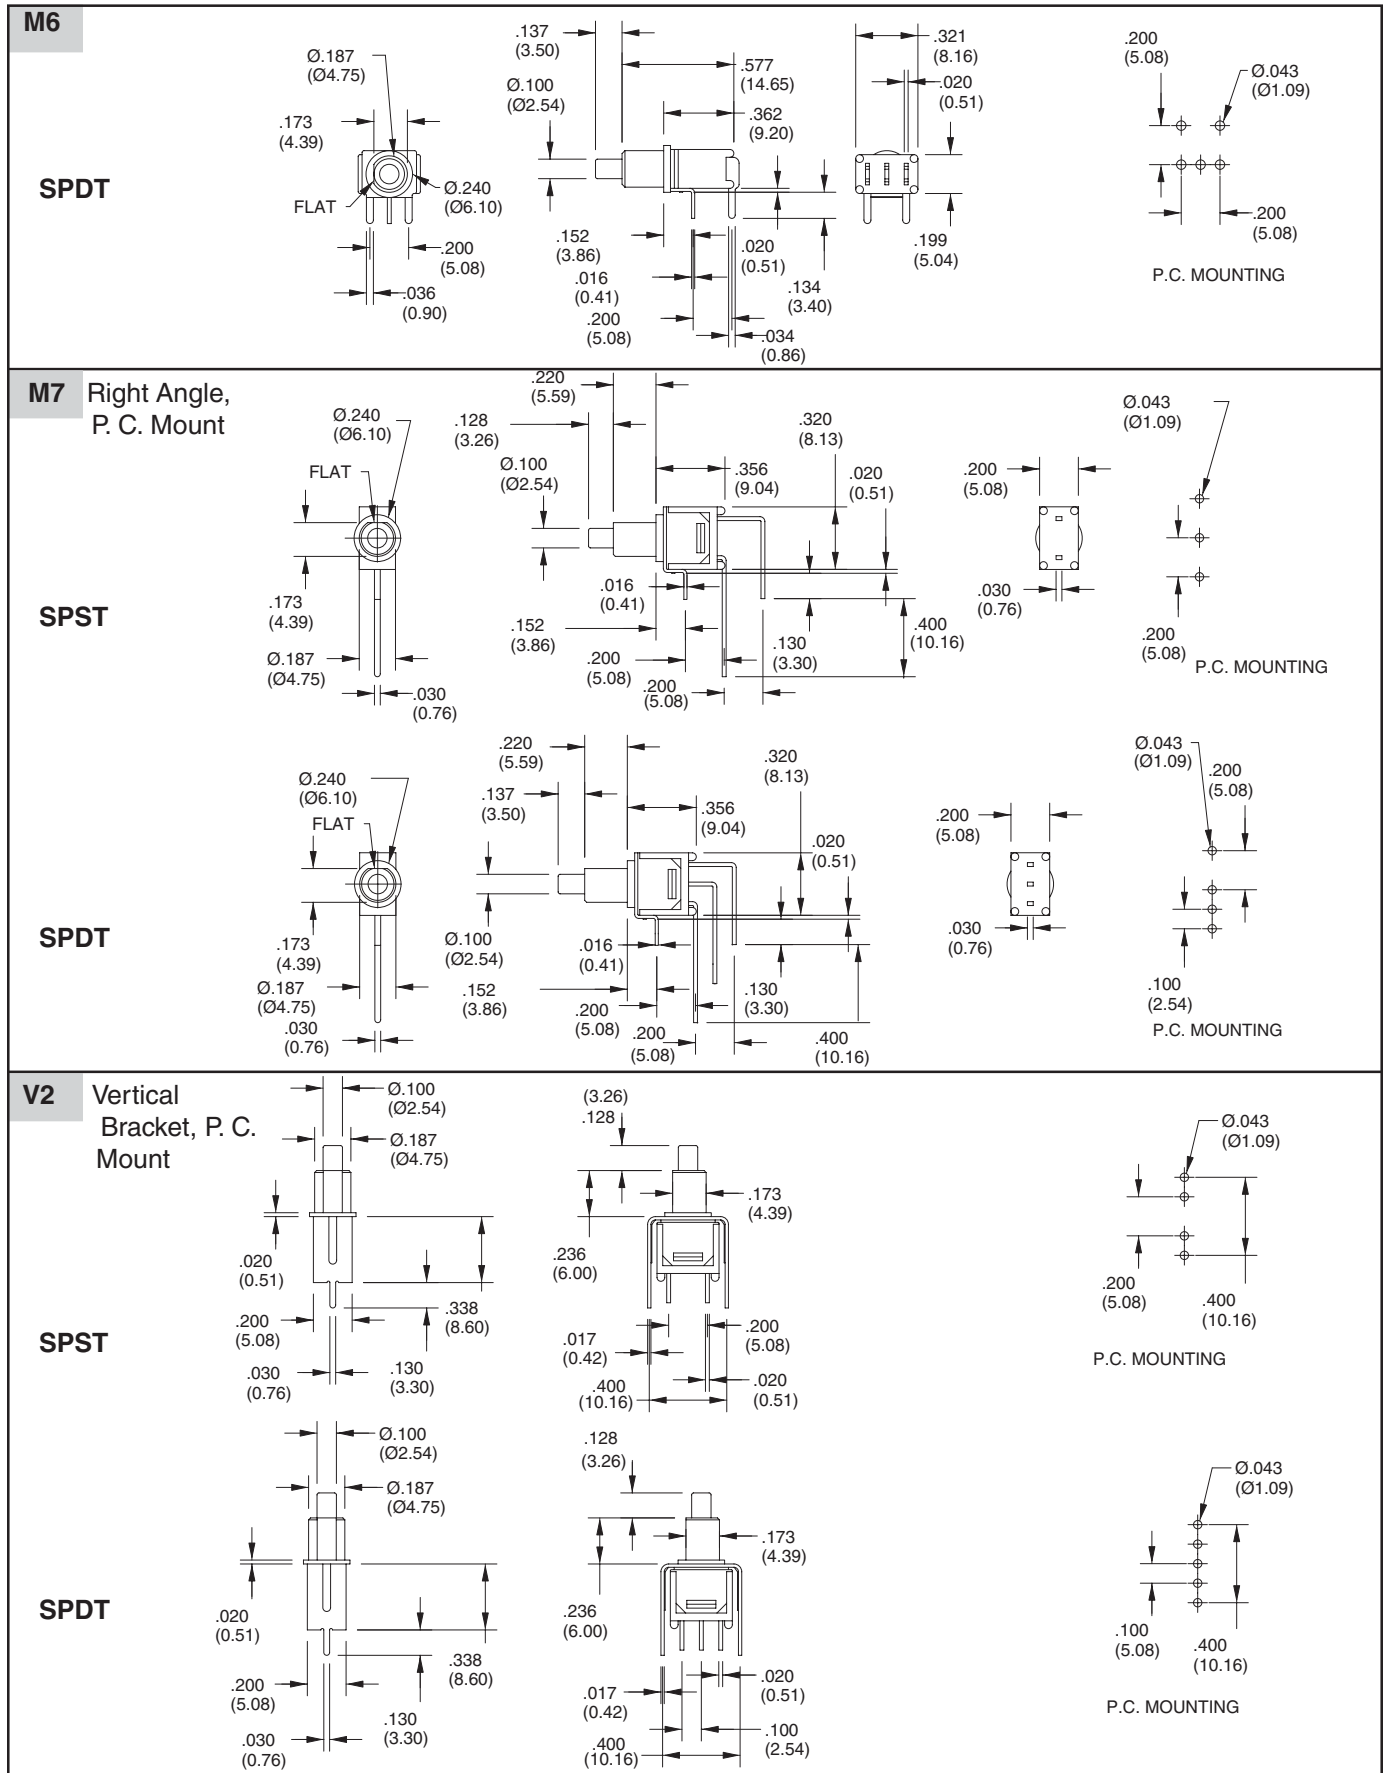 M6
SPDT
Ø.187
(Ø4.75)
.173
(4.39)
FLAT
Ø.240
(Ø6.10)
.200
(5.08)
.036
(0.90)
.137
(3.50)
Ø.100
(Ø2.54)
.577
(14.65)
.362
(9.20)
.152
(3.86)
.016
(0.41)
.200
(5.08)
.020
(0.51)
.134
(3.40)
.034
(0.86)
.321
(8.16)
.020
(0.51)
.199
(5.04)
.200
(5.08)
Ø.043
(Ø1.09)
.200
(5.08)
P.C. MOUNTING
M7 Right Angle,
P. C. Mount
SPST
Ø.240
(Ø6.10)
FLAT
.173
(4.39)
Ø.187
(Ø4.75)
.030
(0.76)
.220
(5.59)
.128
(3.26)
Ø.100
(Ø2.54)
.356
(9.04)
.320
(8.13)
.020
(0.51)
.016
(0.41)
.152
(3.86)
.200
(5.08)
.200
(5.08)
.130
(3.30)
.400
(10.16)
.200
(5.08)
.030
(0.76)
Ø.043
(Ø1.09)
.200
(5.08)
P.C. MOUNTING
SPDT
Ø.240
(Ø6.10)
FLAT
.173
(4.39)
Ø.187
(Ø4.75)
.030
(0.76)
.220
(5.59)
.137
(3.50)
.356
(9.04)
.320
(8.13)
.020
(0.51)
Ø.100
(Ø2.54)
.016
(0.41)
.152
(3.86)
.200
(5.08)
.200
(5.08)
.130
(3.30)
.400
(10.16)
.200
(5.08)
.030
(0.76)
Ø.043
(Ø1.09)
.200
(5.08)
.100
(2.54)
P.C. MOUNTING
V2 Vertical
Bracket, P. C.
Mount
SPST
Ø.100
(Ø2.54)
Ø.187
(Ø4.75)
.020
(0.51)
.200
(5.08)
.030
(0.76)
.338
(8.60)
.130
(3.30)
(3.26)
.128
.173
(4.39)
.236
(6.00)
.017
(0.42)
.200
(5.08)
.400
(10.16)
.020
(0.51)
Ø.043
(Ø1.09)
.200
(5.08)
.400
(10.16)
P.C. MOUNTING
SPDT
Ø.100
(Ø2.54)
Ø.187
(Ø4.75)
.020
(0.51)
.200
(5.08)
.030
(0.76)
.338
(8.60)
.130
(3.30)
.128
(3.26)
.173
(4.39)
.236
(6.00)
.017
(0.42)
.020
(0.51)
.100
(2.54)
.400
(10.16)
Ø.043
(Ø1.09)
.100
(5.08)
.400
(10.16)
P.C. MOUNTING